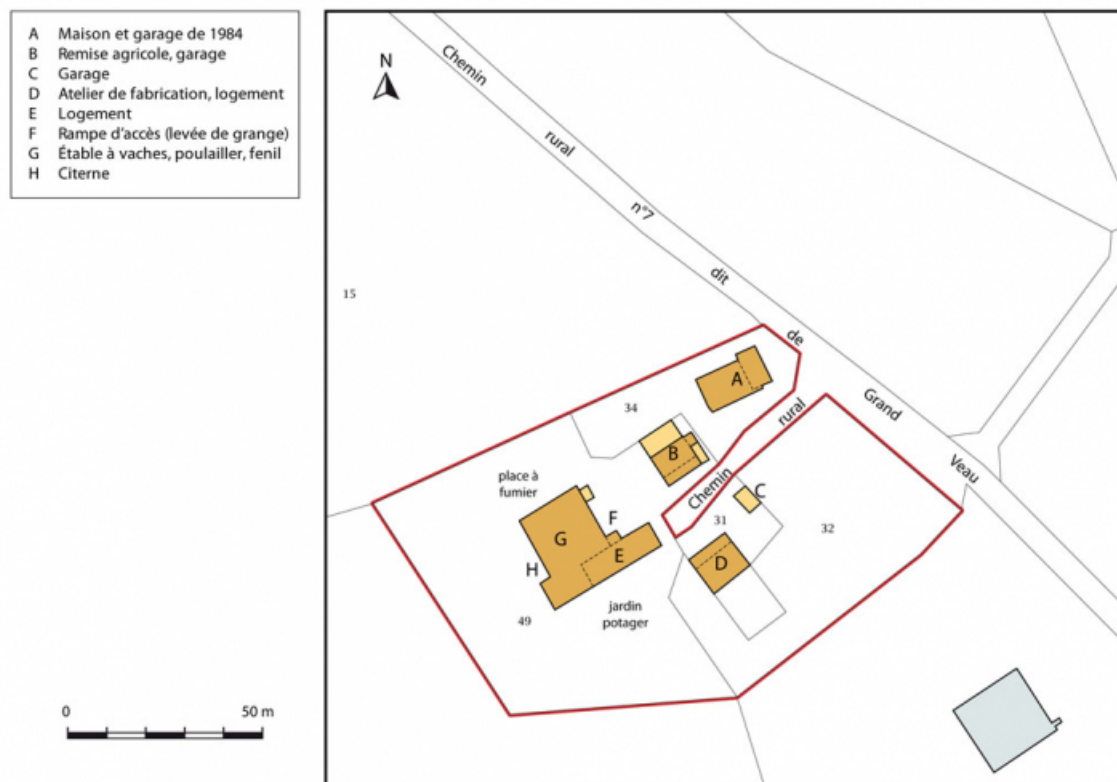 A Maison et garage de 1984
B Remise agricole, garage
C Garage
D Atelier de fabrication, logement
E Logement
F Rampe d'accès (levée de grange)
G Étable à vaches, poulailler, fenil
H Citerne
N
Chemin rural n°7 dit de Grand Veau
15
34
A
B
Chemin rural
C
place à
fumier
F
G
E
H
31
32
D
jardin
potager
49
0 50 m